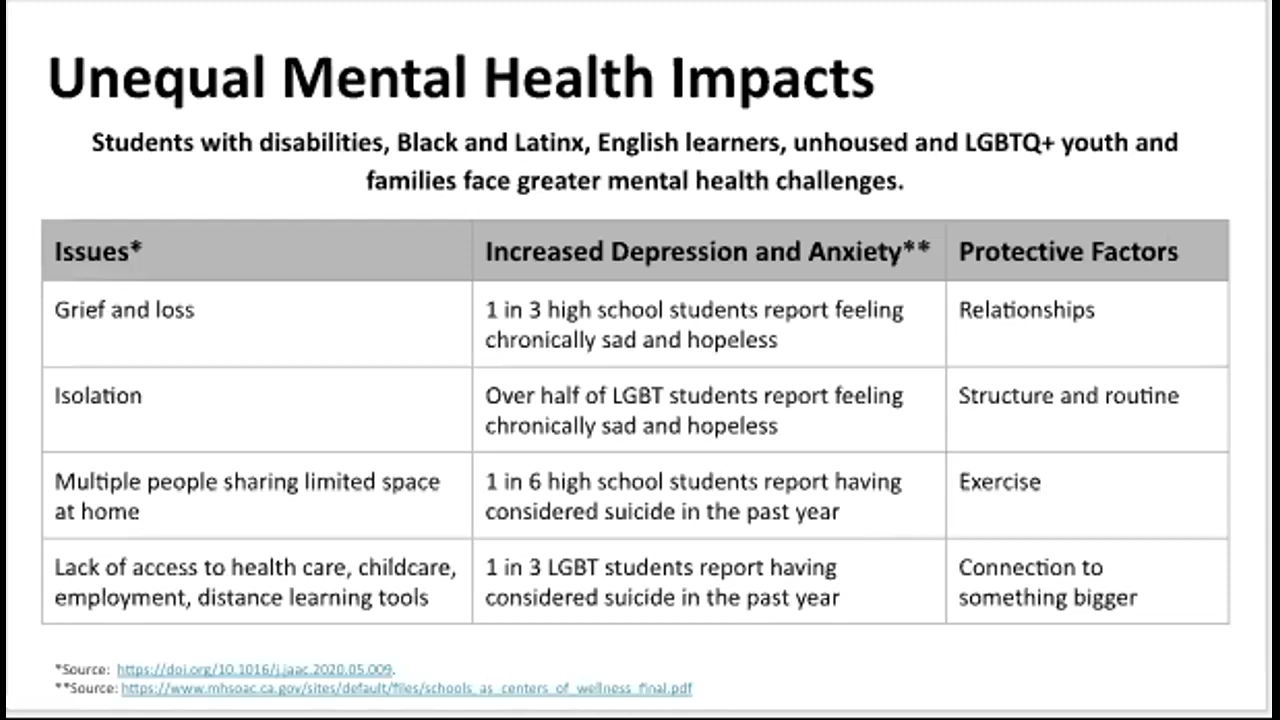 Unequal Mental Health Impacts
Students with disabilities, Black and Latinx, English learners, unhoused and LGBTQ+ youth and
families face greater mental health challenges.
Issues*
Increased Depression and Anxiety**
Protective Factors
Grief and loss
1 in 3 high school students report feeling
chronically sad and hopeless
Relationships
Isolation
Over half of LGBT students report feeling
chronically sad and hopeless
Structure and routine
Multiple people sharing limited space
at home
1 in 6 high school students report having
considered suicide in the past year
Exercise
Lack of access to health care, childcare,
employment, distance learning tools
1 in 3 LGBT students report having
considered suicide in the past year
Connection to
something bigger
*Source: https://doi.org/10.1016/j.jaac.2020.05.009.
**Source: https://www.mhsoac.ca.gov/sites/default/files/schools_as_centers_of_wellness_final.pdf